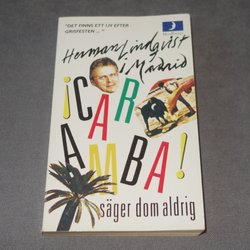 "DET FINNS ETT LIV EFTER
GRISFESTEN ..."
Herman Lindqvist
i Madrid
¡CAR
AMBA!
säger dom aldrig